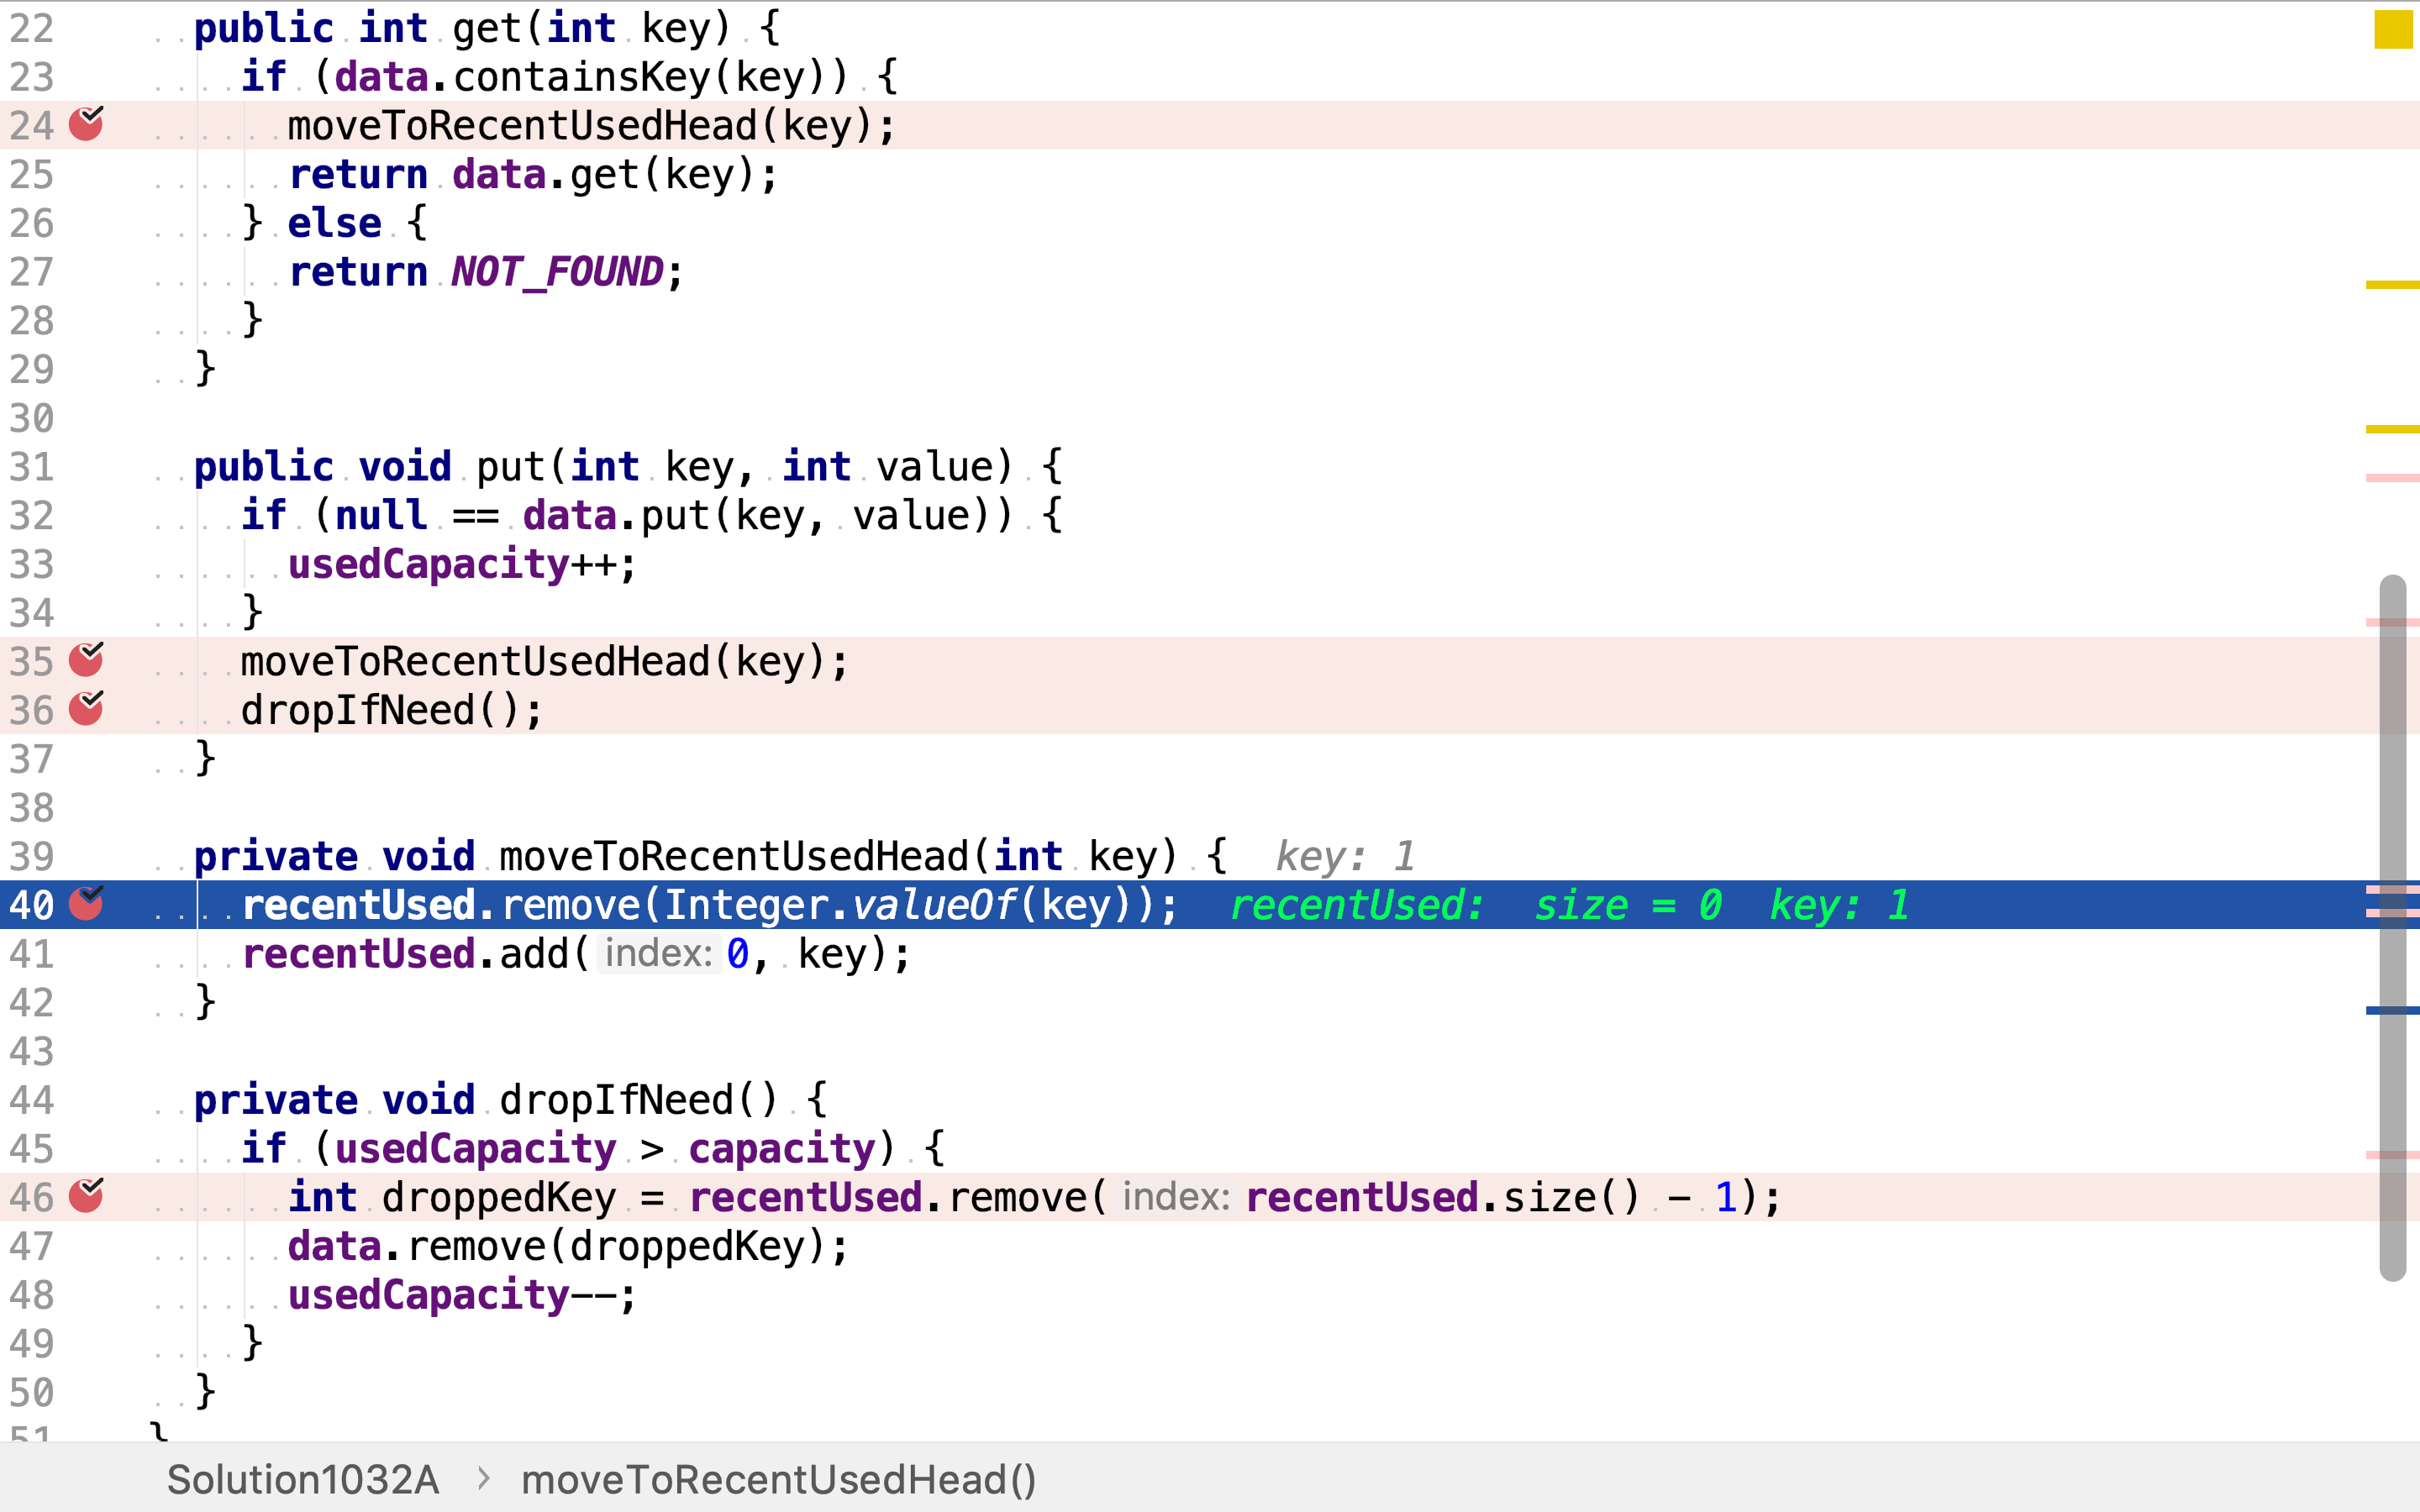 22 public int get(int key) {
23 if (data.containsKey(key)) {
24 moveToRecentUsedHead(key);
25 return data.get(key);
26 } else {
27 return NOT_FOUND;
28 }
29 }
30
31 public void put(int key, int value) {
32 if (null == data.put(key, value)) {
33 usedCapacity++;
34 }
35 moveToRecentUsedHead(key);
36 dropIfNeed();
37 }
38
39 private void moveToRecentUsedHead(int key) { key: 1
40 recentUsed.remove(Integer.valueOf(key)); recentUsed: size = 0 key: 1
41 recentUsed.add( index: 0, key);
42 }
43
44 private void dropIfNeed() {
45 if (usedCapacity > capacity) {
46 int droppedKey = recentUsed.remove( index: recentUsed.size() - 1);
47 data.remove(droppedKey);
48 usedCapacity--;
49 }
50 }
51 }
Solution1032A › moveToRecentUsedHead()